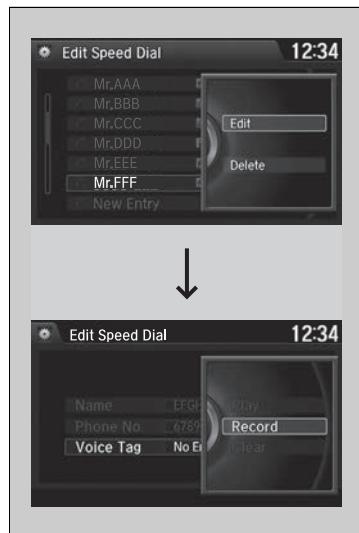 Edit Speed Dial 12:34
Mr.AAA
Mr.BBB
Mr.CCC
Mr.DDD
Mr.EEE
Mr.FFF
New Entry
Edit
Delete
Edit Speed Dial 12:34
Name
Phone No.
Voice Tag
Play
Record
Clear